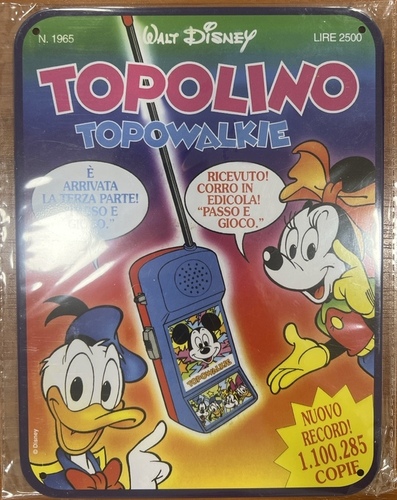 N. 1965
WALT DISNEY
LIRE 2500
TOPOLINO
TOPOWALKIE
È
ARRIVATA
LA TERZA PARTE!
E
RICEVUTO!
CORRO IN
EDICOLA!
"PASSO E
GIOCO."
TOPOWALKIE
NUOVO
RECORD!
1.100.285
COPIE
© Disney